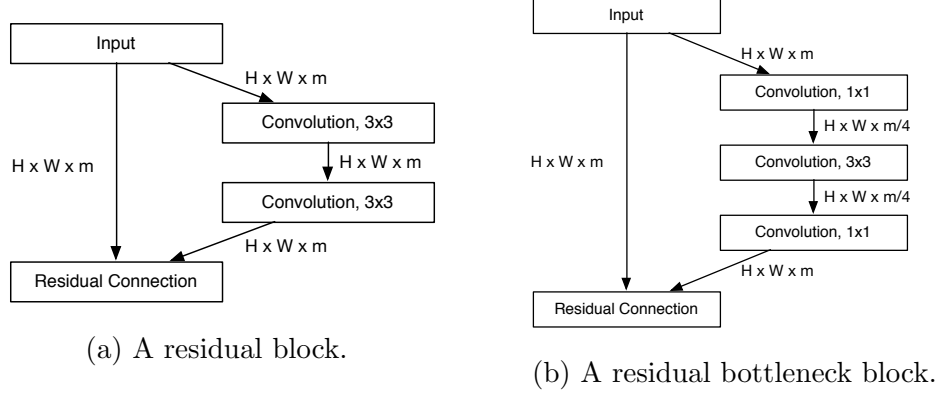 Input
H x W x m
Convolution, 3x3
H x W x m
H x W x m
Convolution, 3x3
H x W x m
Residual Connection
(a) A residual block.
Input
H x W x m
Convolution, 1x1
H x W x m/4
Convolution, 3x3
H x W x m
H x W x m/4
Convolution, 1x1
H x W x m
Residual Connection
(b) A residual bottleneck block.